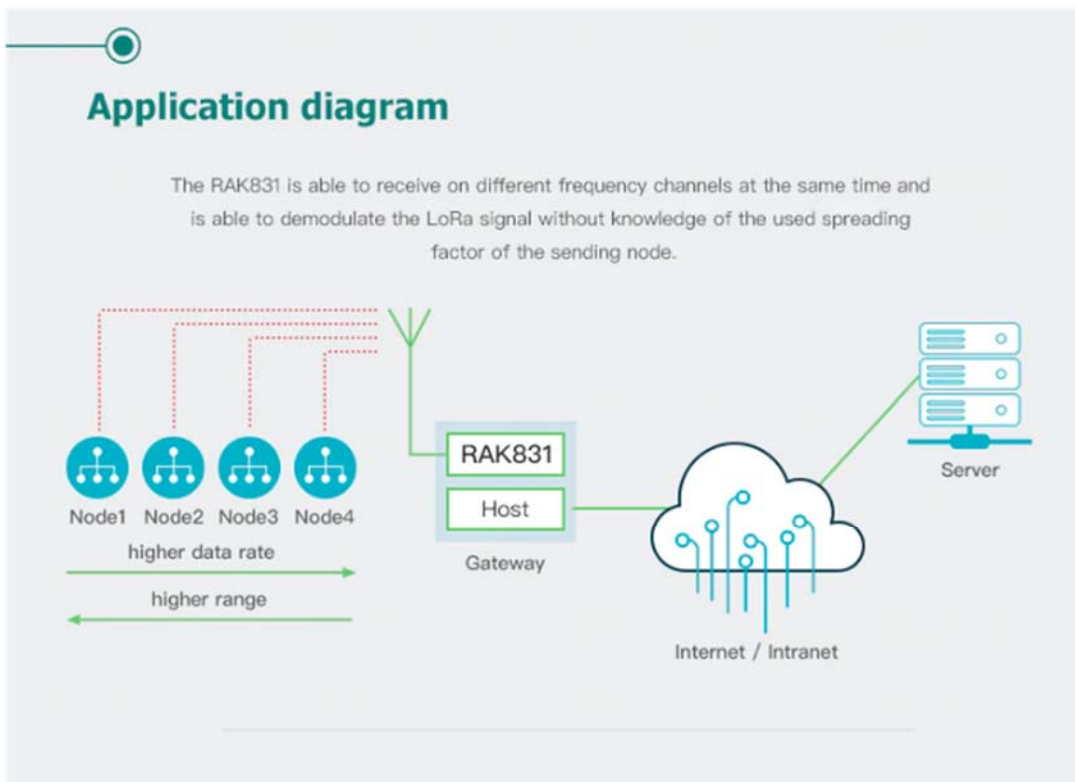 Application diagram
The RAK831 is able to receive on different frequency channels at the same time and
is able to demodulate the LoRa signal without knowledge of the used spreading
factor of the sending node.
RAK831
Host
Gateway
Server
Node1 Node2 Node3 Node4
higher data rate
higher range
Internet / Intranet